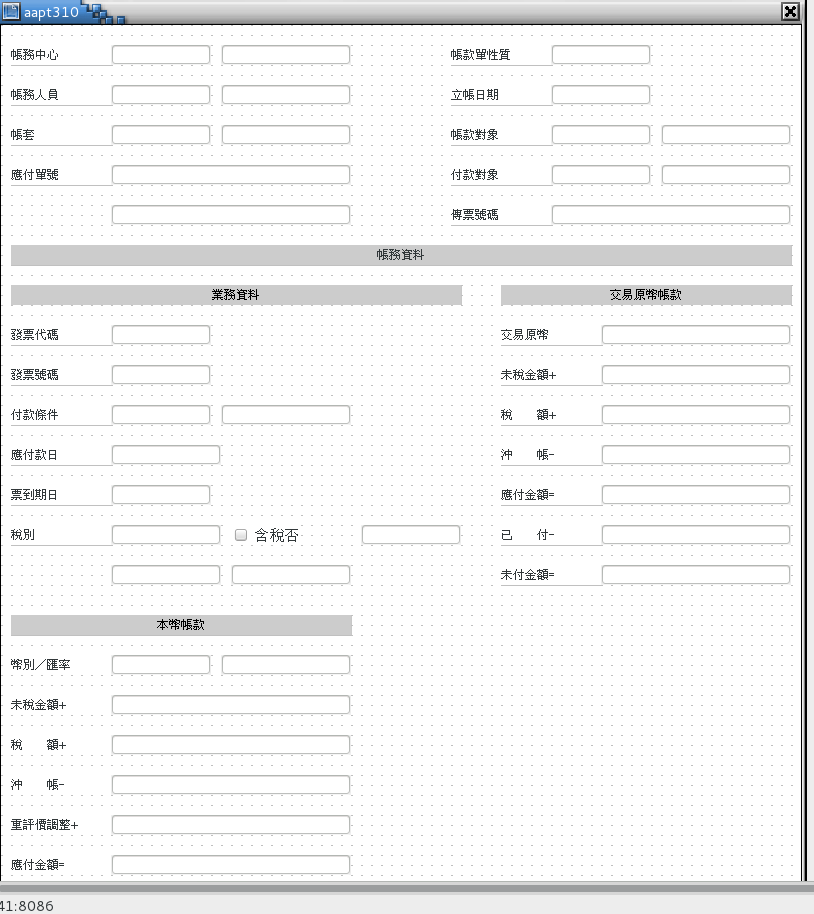 aapt310
帳務中心 帳款單性質
帳務人員 立帳日期
帳套 帳款對象
應付單號 付款對象
傳票號碼
帳務資料
業務資料 交易原幣帳款
發票代碼 交易原幣
發票號碼 未稅金額+
付款條件 稅 額+
應付款日 沖 帳-
票到期日 應付金額=
稅別 含稅否 已 付-
未付金額=
本幣帳款
幣別／匯率
未稅金額+
稅 額+
沖 帳-
重評價調整+
應付金額=
41:8086